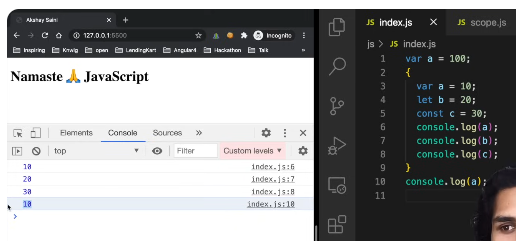 Akshay Saini
127.0.0.1:5500
Incognito
Inspiring
Knwlg
open
LendingKart
Angular4
Hackathon
Talk
Namaste 🙏 JavaScript
Elements Console Sources »
top Filter Custom levels
10 index.js:6
20 index.js:7
30 index.js:8
10 index.js:10
>
JS index.js × JS scope.js
js > JS index.js
1 var a = 100;
2 {
3 var a = 10;
4 let b = 20;
5 const c = 30;
6 console.log(a);
7 console.log(b);
8 console.log(c);
9 }
10 console.log(a);
11